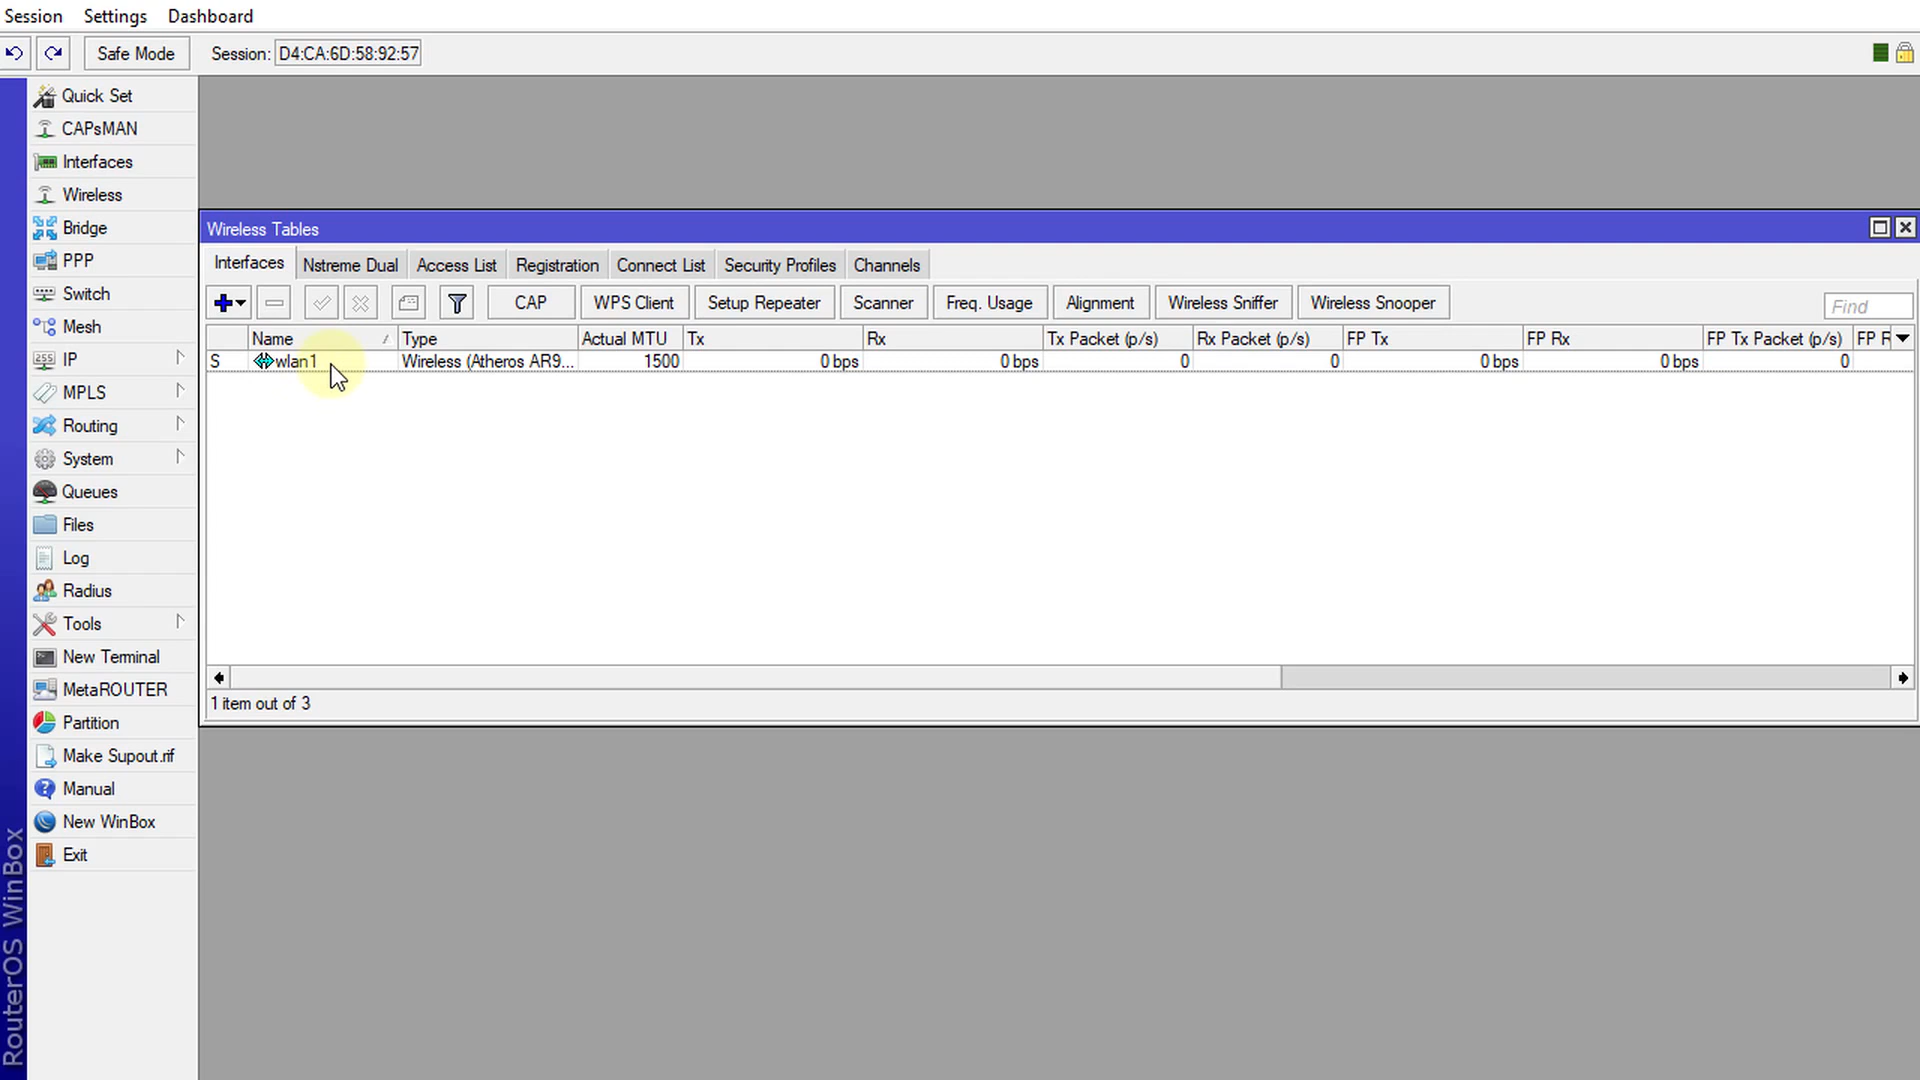 Session Settings Dashboard
Safe Mode Session: D4:CA:6D:58:92:57
Quick Set
CAPsMAN
Interfaces
Wireless
Bridge
PPP
Switch
Mesh
IP
MPLS
Routing
System
Queues
Files
Log
Radius
Tools
New Terminal
MetaROUTER
Partition
Make Supout.rif
Manual
New WinBox
Exit
RouterOS WinBox
Wireless Tables
Interfaces Nstreme Dual Access List Registration Connect List Security Profiles Channels
CAP WPS Client Setup Repeater Scanner Freq. Usage Alignment Wireless Sniffer Wireless Snooper Find
Name Type Actual MTU Tx Rx Tx Packet (p/s) Rx Packet (p/s) FP Tx FP Rx FP Tx Packet (p/s) FP R
S wlan1 Wireless (Atheros AR9... 1500 0 bps 0 bps 0 0 0 bps 0 bps 0
1 item out of 3